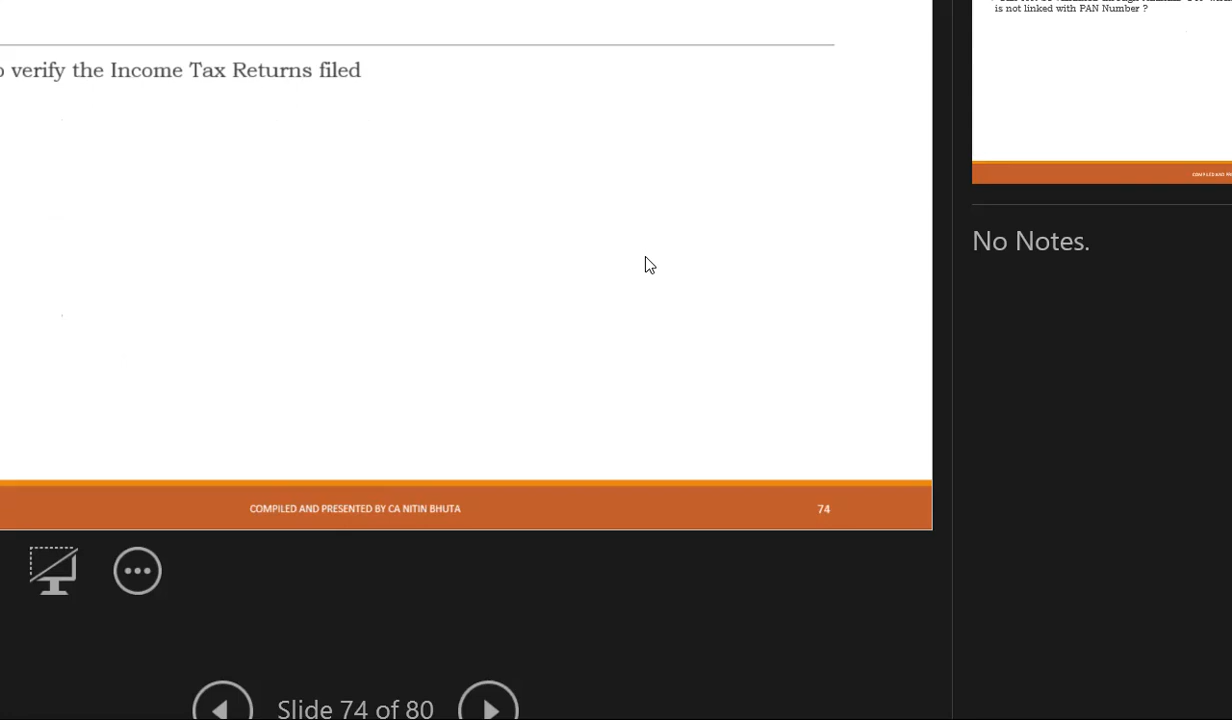 verify the Income Tax Returns filed
COMPILED AND PRESENTED BY CA NITIN BHUTA
74
Slide 74 of 80
is not linked with PAN Number ?
No Notes.